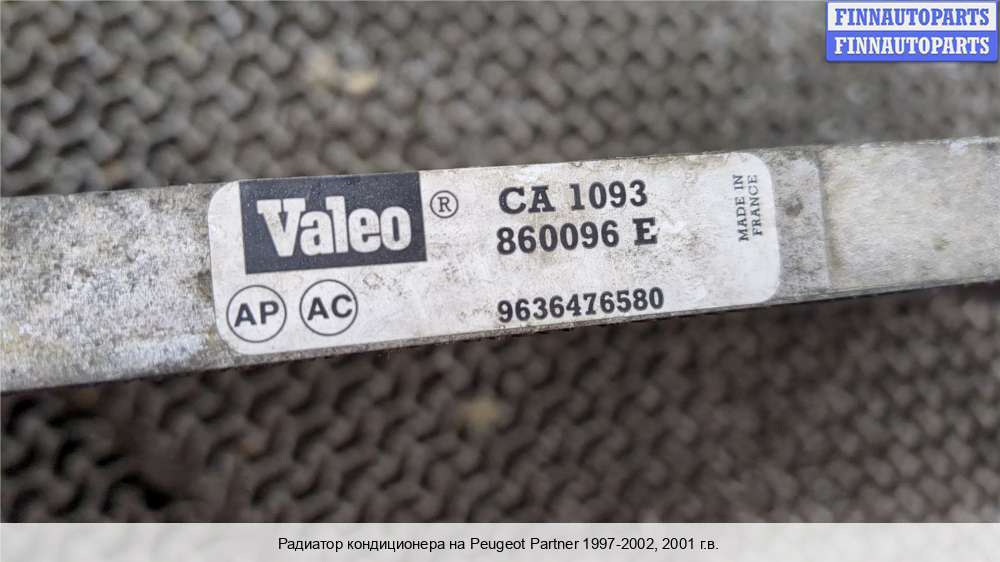 FINNAUTOPARTS
FINNAUTOPARTS
Valeo ®
CA 1093
860096 E
MADE IN
FRANCE
AP AC
9636476580
Радиатор кондиционера на Peugeot Partner 1997-2002, 2001 г.в.